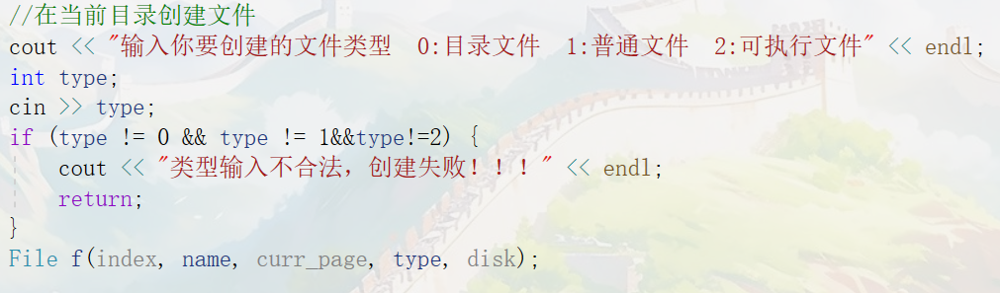 //在当前目录创建文件
cout << "输入你要创建的文件类型  0:目录文件  1:普通文件  2:可执行文件" << endl;
int type;
cin >> type;
if (type != 0 && type != 1&&type!=2) {
    cout << "类型输入不合法，创建失败！！！" << endl;
    return;
}
File f(index, name, curr_page, type, disk);